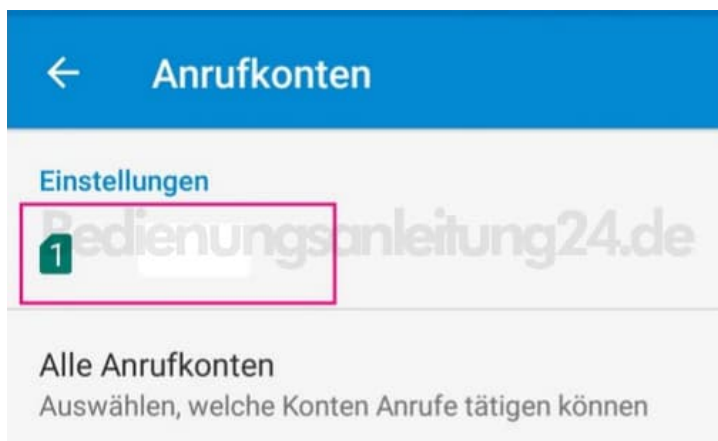 Anrufkonten
Einstellungen
Bedienungsanleitung24.de
1
Alle Anrufkonten
Auswählen, welche Konten Anrufe tätigen können